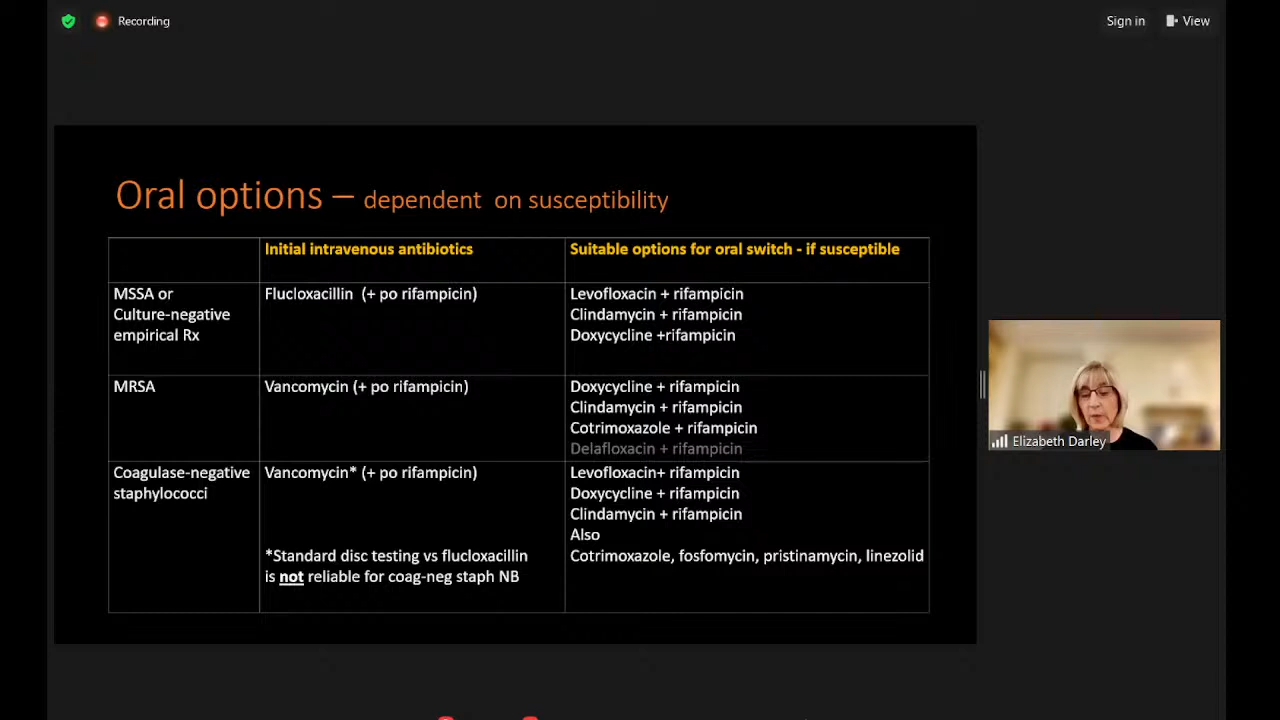 Recording
Sign in
View
Oral options – dependent on susceptibility
Initial intravenous antibiotics
Suitable options for oral switch - if susceptible
MSSA or
Culture-negative
empirical Rx
Flucloxacillin (+ po rifampicin)
Levofloxacin + rifampicin
Clindamycin + rifampicin
Doxycycline +rifampicin
MRSA
Vancomycin (+ po rifampicin)
Doxycycline + rifampicin
Clindamycin + rifampicin
Cotrimoxazole + rifampicin
Delafloxacin + rifampicin
Coagulase-negative
staphylococci
Vancomycin* (+ po rifampicin)
*Standard disc testing vs flucloxacillin
is not reliable for coag-neg staph NB
Levofloxacin+ rifampicin
Doxycycline + rifampicin
Clindamycin + rifampicin
Also
Cotrimoxazole, fosfomycin, pristinamycin, linezolid
Elizabeth Darley